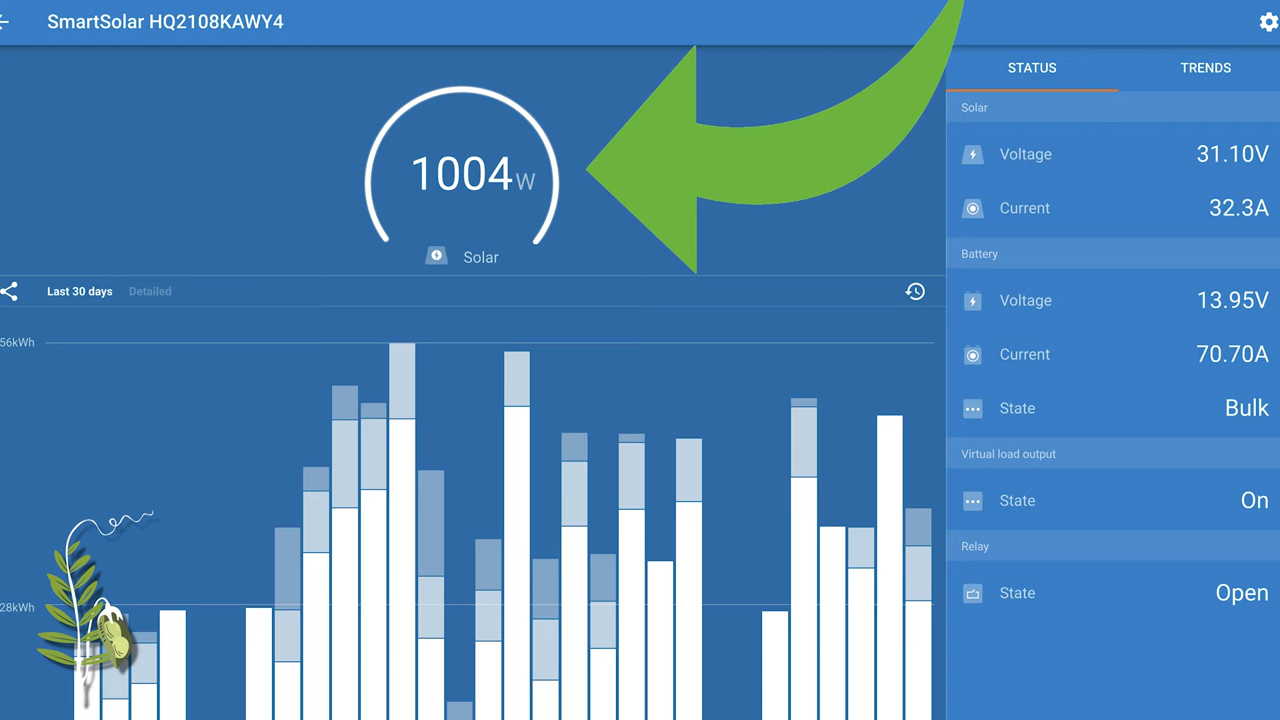 SmartSolar HQ2108KAWY4
1004W
Solar
Last 30 days Detailed
56kWh
28kWh
STATUS TRENDS
Solar
Voltage 31.10V
Current 32.3A
Battery
Voltage 13.95V
Current 70.70A
State Bulk
Virtual load output
State On
Relay
State Open